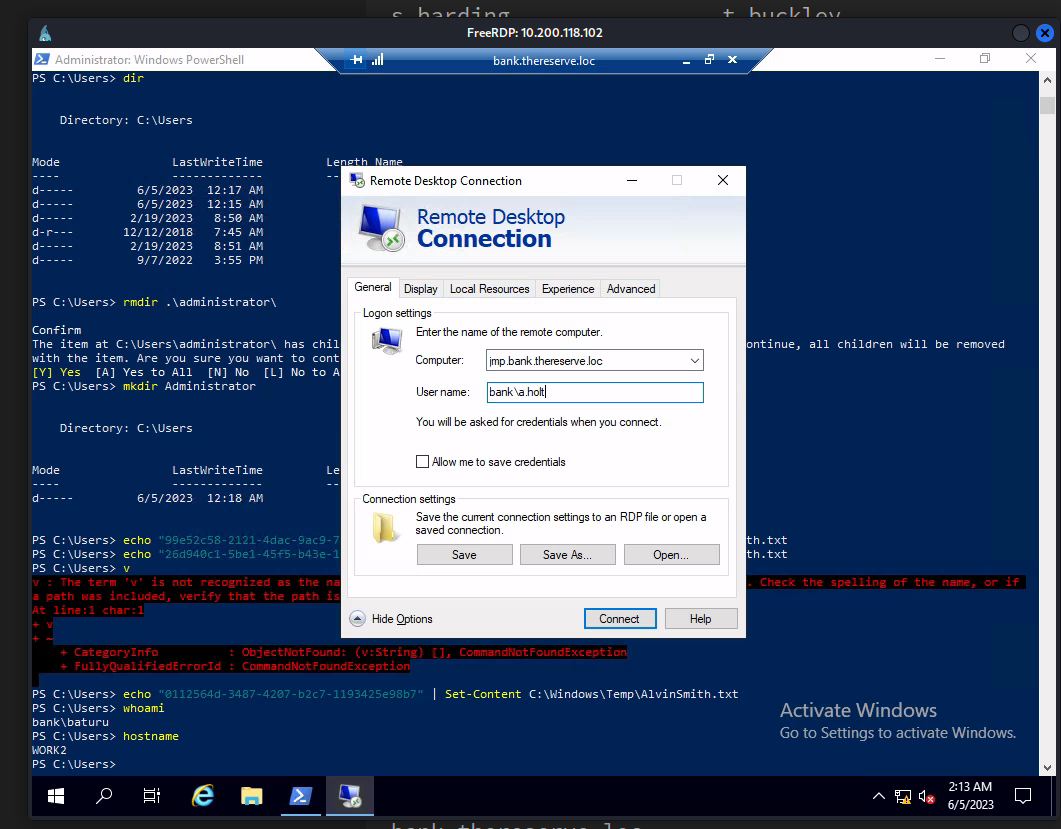 s harding t buckley
FreeRDP: 10.200.118.102
Administrator: Windows PowerShell
bank.thereserve.loc
PS C:\Users> dir
Directory: C:\Users
Mode LastWriteTime Length Name
---- ------------- --
d----- 6/5/2023 12:17 AM
d----- 6/5/2023 12:15 AM
d----- 2/19/2023 8:50 AM
d-r--- 12/12/2018 7:45 AM
d----- 2/19/2023 8:51 AM
d----- 9/7/2022 3:55 PM
PS C:\Users> rmdir .\administrator\
Confirm
The item at C:\Users\administrator\ has chil ontinue, all children will be removed
with the item. Are you sure you want to cont
[Y] Yes [A] Yes to All [N] No [L] No to A
PS C:\Users> mkdir Administrator
Directory: C:\Users
Mode LastWriteTime Le
---- ------------- --
d----- 6/5/2023 12:18 AM
PS C:\Users> echo "99e52c58-2121-4dac-9ac9-7 th.txt
PS C:\Users> echo "26d940c1-5be1-45f5-b43e-1 th.txt
PS C:\Users> v
v : The term 'v' is not recognized as the na . Check the spelling of the name, or if
a path was included, verify that the path is
At line:1 char:1
+ v
+ ~
+ CategoryInfo : ObjectNotFound: (v:String) [], CommandNotFoundException
+ FullyQualifiedErrorId : CommandNotFoundException
PS C:\Users> echo "0112564d-3487-4207-b2c7-1193425e98b7" | Set-Content C:\Windows\Temp\AlvinSmith.txt
PS C:\Users> whoami
bank\baturu
PS C:\Users> hostname
WORK2
PS C:\Users>
Remote Desktop Connection
Remote Desktop
Connection
General Display Local Resources Experience Advanced
Logon settings
Enter the name of the remote computer.
Computer: jmp.bank.thereserve.loc
User name: bank\a.holt
You will be asked for credentials when you connect.
Allow me to save credentials
Connection settings
Save the current connection settings to an RDP file or open a
saved connection.
Save Save As... Open...
Hide Options Connect Help
Activate Windows
Go to Settings to activate Windows.
2:13 AM
6/5/2023
bank thereserve loc